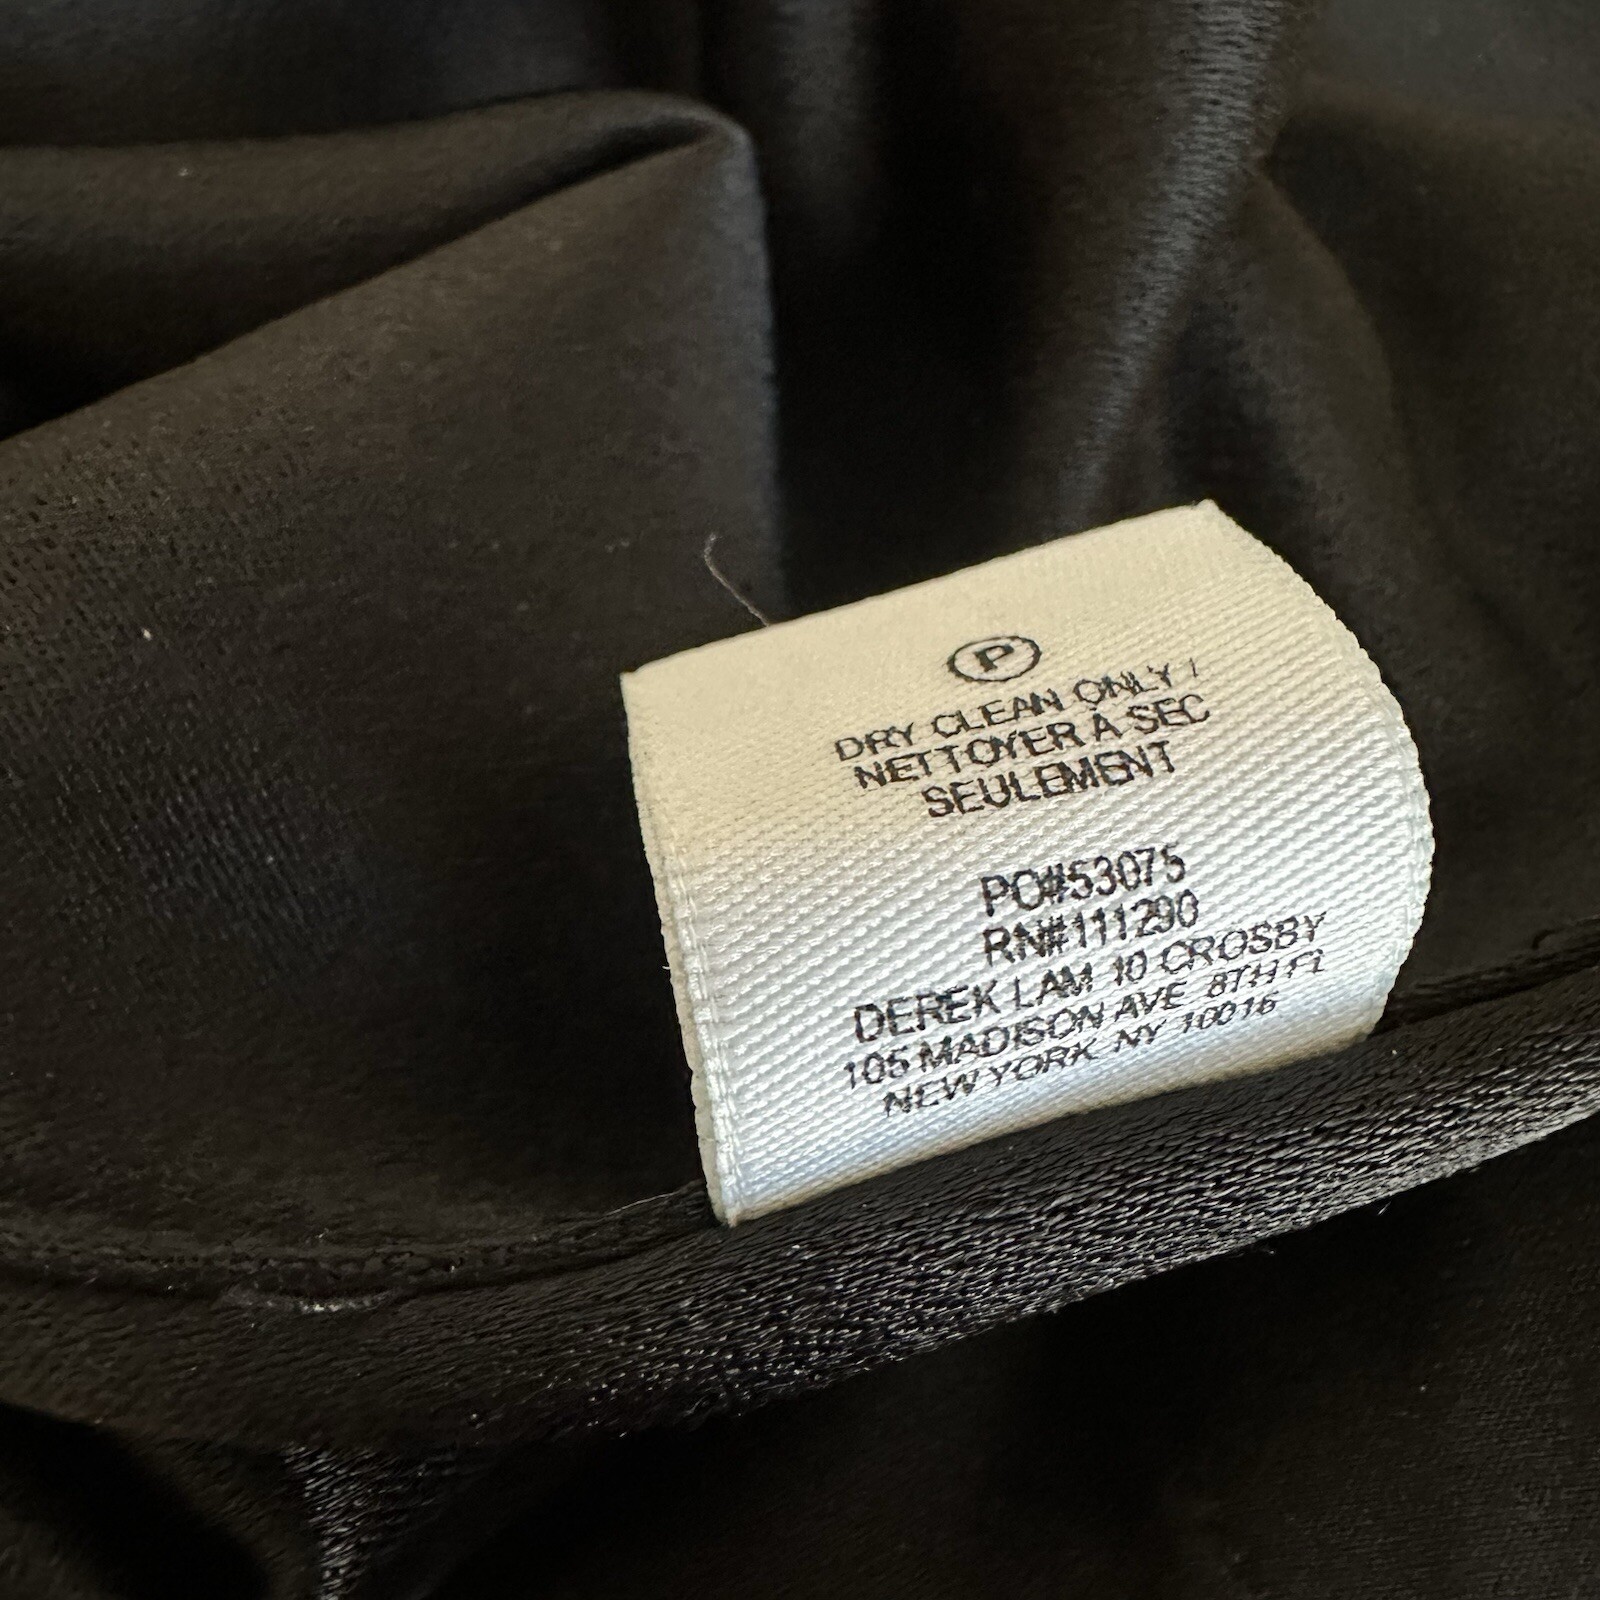 P
DRY CLEAN ONLY /
NETTOYER À SEC
SEULEMENT
PO#53075
RN#111290
DEREK LAM 10 CROSBY
105 MADISON AVE 8TH FL
NEW YORK NY 10016